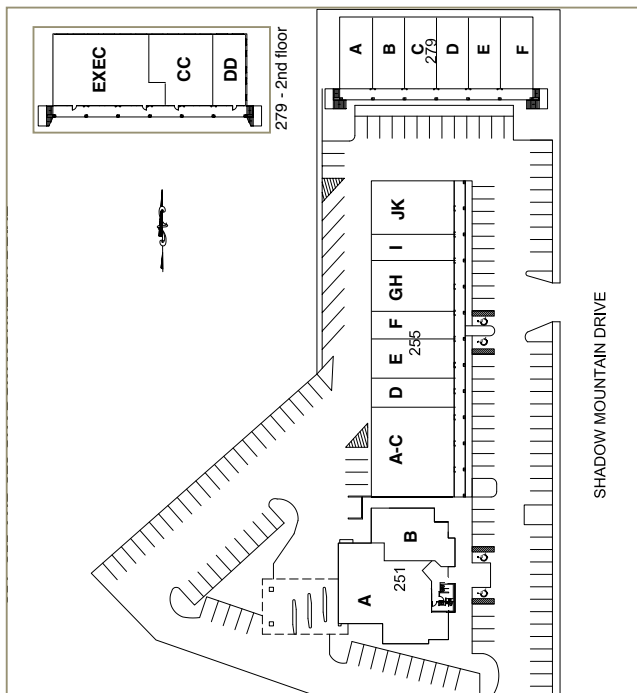 EXEC
CC
DD
279 - 2nd floor
A
B
C
D
E
F
279
JK
I
GH
F
E
D
A-C
255
B
A
251
SHADOW MOUNTAIN DRIVE